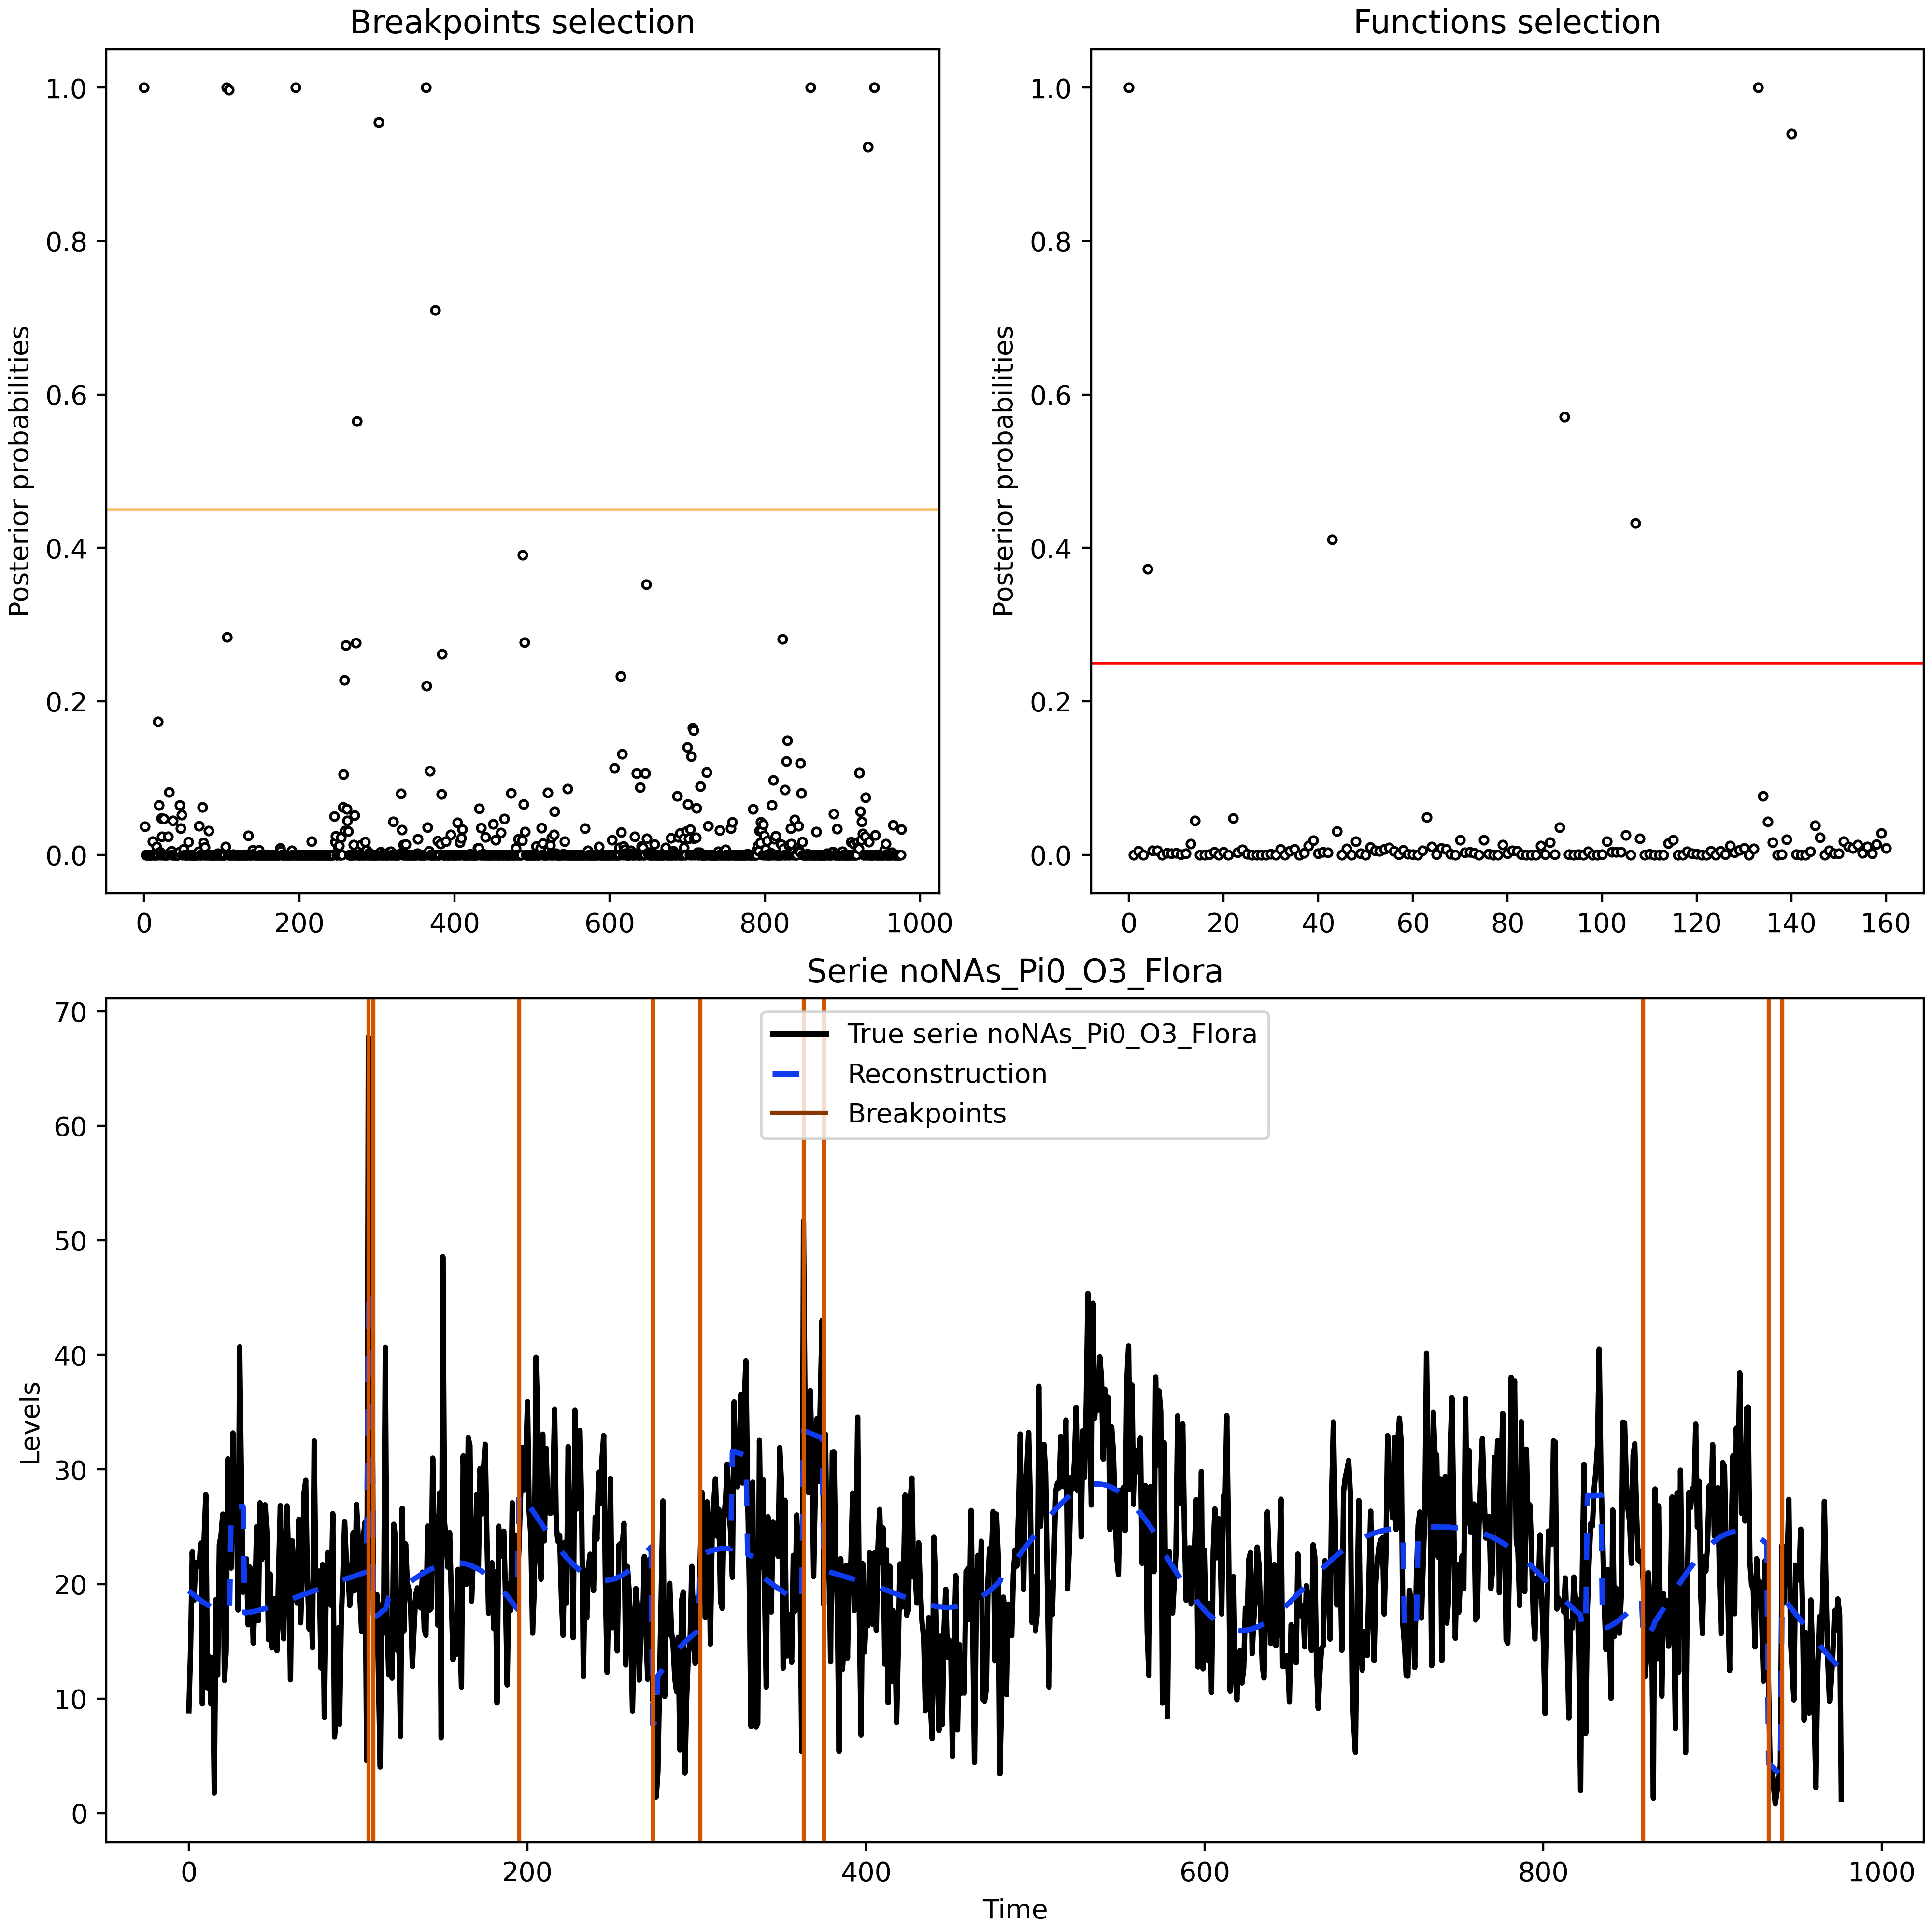 Breakpoints selection
Posterior probabilities
1.0
0.8
0.6
0.4
0.2
0.0
0 200 400 600 800 1000
Functions selection
Posterior probabilities
1.0
0.8
0.6
0.4
0.2
0.0
0 20 40 60 80 100 120 140 160
Serie noNAs_Pi0_O3_Flora
Levels
70
60
50
40
30
20
10
0
True serie noNAs_Pi0_O3_Flora
Reconstruction
Breakpoints
0 200 400 600 800 1000
Time